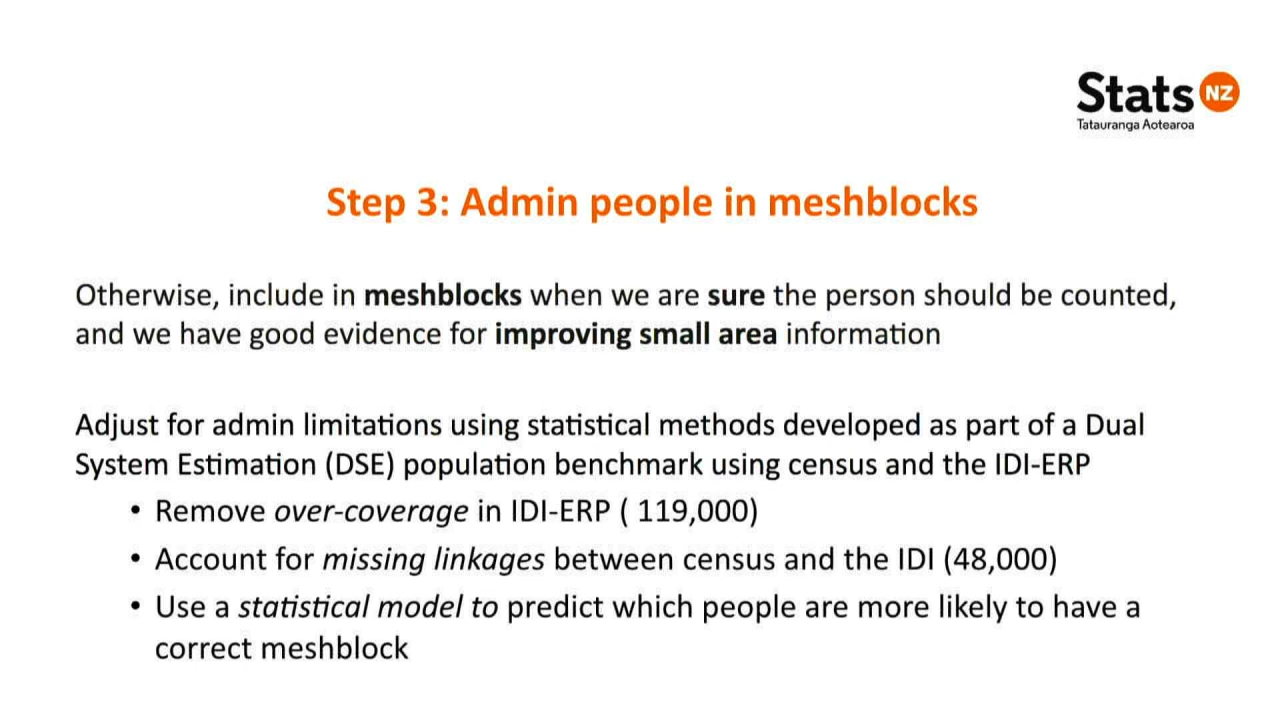 Stats NZ
Tatauranga Aotearoa
Step 3: Admin people in meshblocks
Otherwise, include in meshblocks when we are sure the person should be counted,
and we have good evidence for improving small area information
Adjust for admin limitations using statistical methods developed as part of a Dual
System Estimation (DSE) population benchmark using census and the IDI-ERP
• Remove over-coverage in IDI-ERP ( 119,000)
• Account for missing linkages between census and the IDI (48,000)
• Use a statistical model to predict which people are more likely to have a
correct meshblock